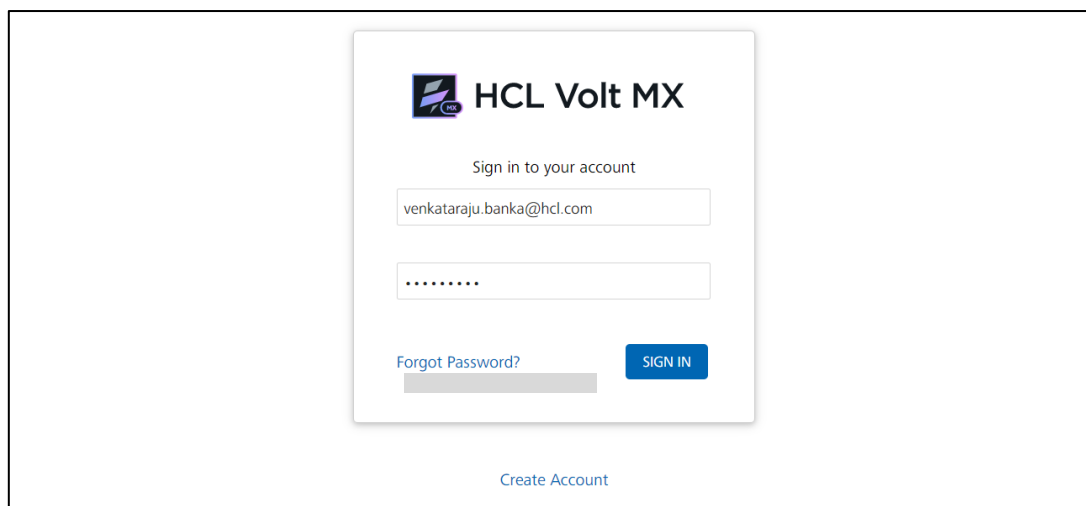 MX HCL Volt MX
Sign in to your account
venkataraju.banka@hcl.com
•••••••••
Forgot Password? SIGN IN
Create Account